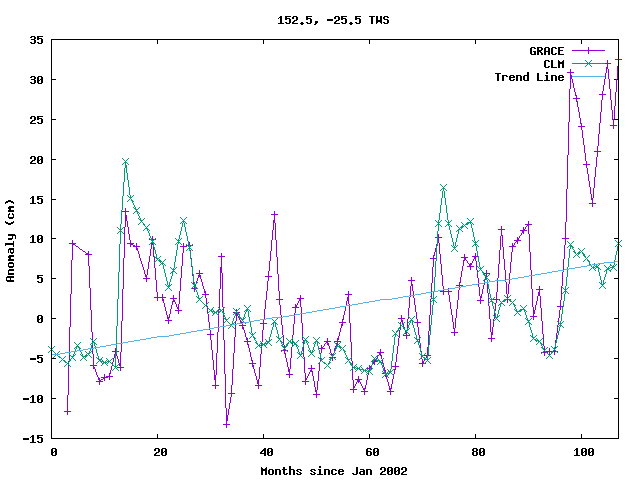 152.5, -25.5 TWS
GRACE
CLM
Trend Line
35
30
25
20
15
10
5
0
-5
-10
-15
Anomaly (cm)
0 20 40 60 80 100
Months since Jan 2002